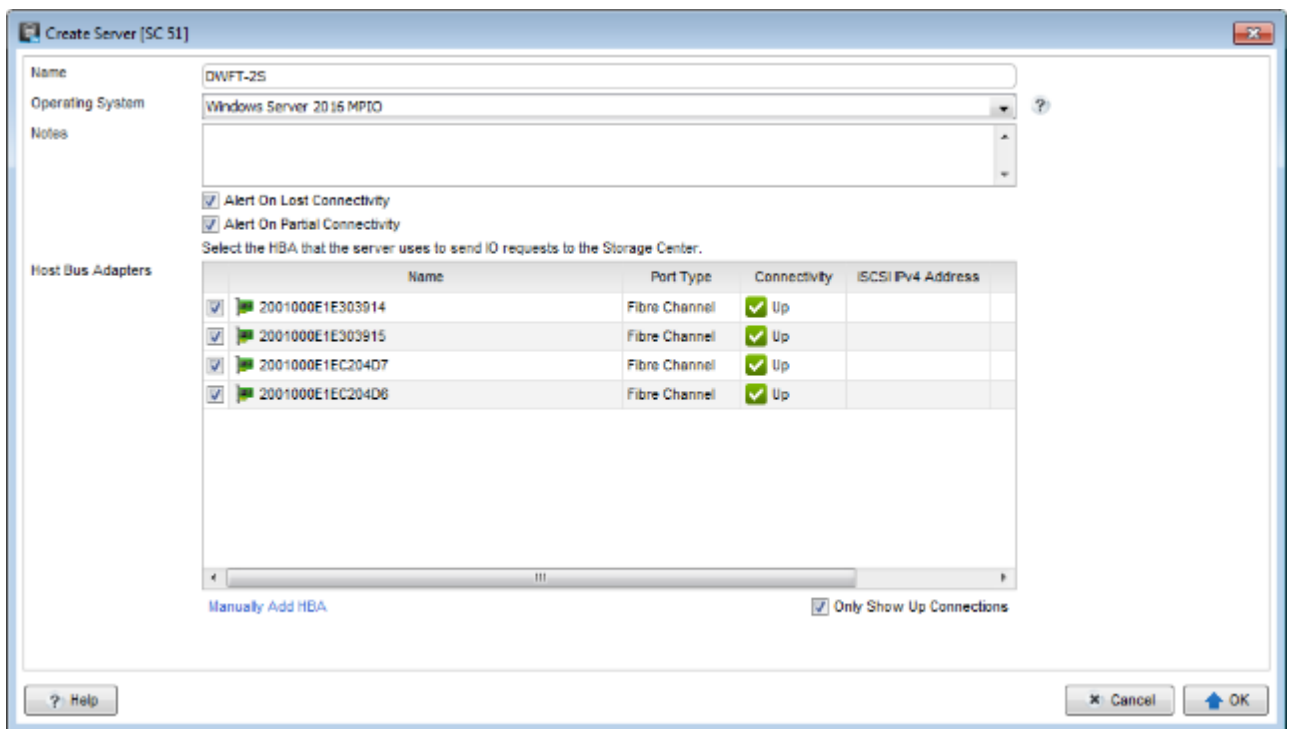 Create Server [SC 51]
Name DWFT-2S
Operating System Windows Server 2016 MPIO ?
Notes
Alert On Lost Connectivity
Alert On Partial Connectivity
Select the HBA that the server uses to send IO requests to the Storage Center.
Host Bus Adapters
Name Port Type Connectivity iSCSI IPv4 Address
2001000E1E303914 Fibre Channel Up
2001000E1E303915 Fibre Channel Up
2001000E1EC204D7 Fibre Channel Up
2001000E1EC204D6 Fibre Channel Up
Manually Add HBA Only Show Up Connections
? Help Cancel OK